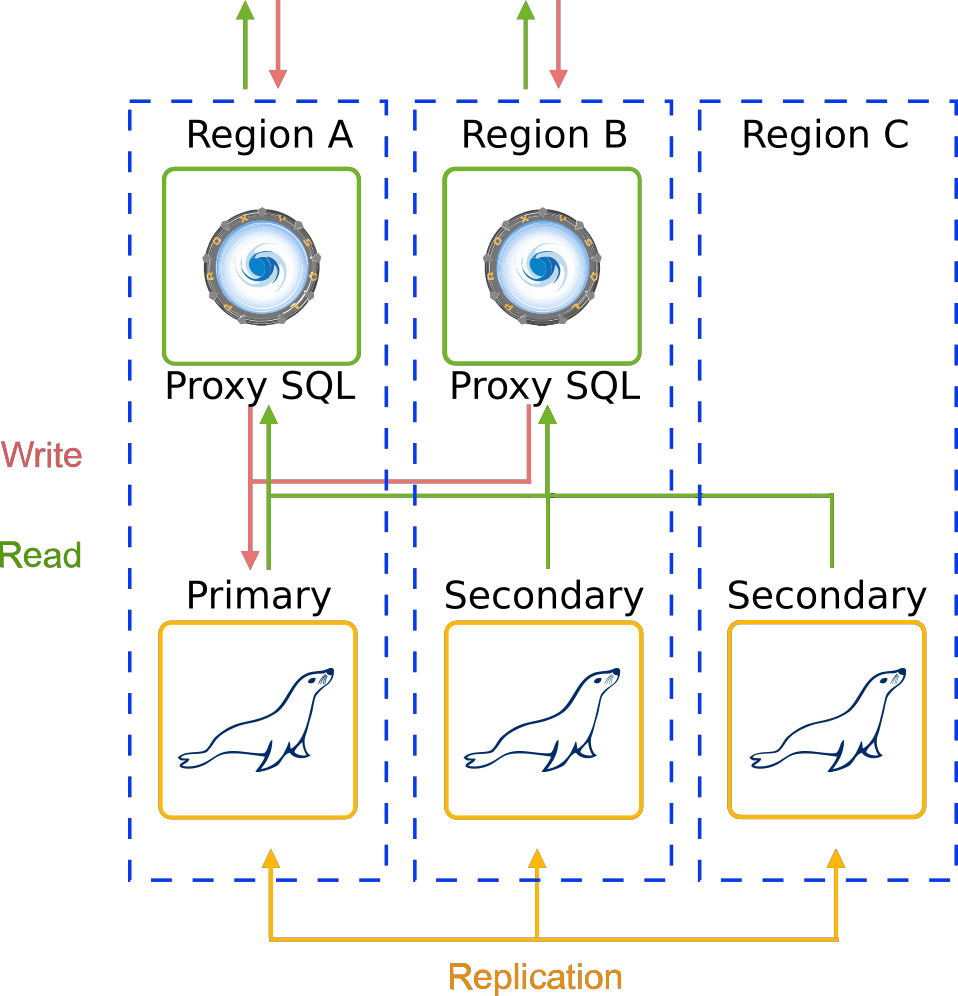 Region A
Region B
Region C
Proxy SQL
Proxy SQL
Write
Read
Primary
Secondary
Secondary
Replication